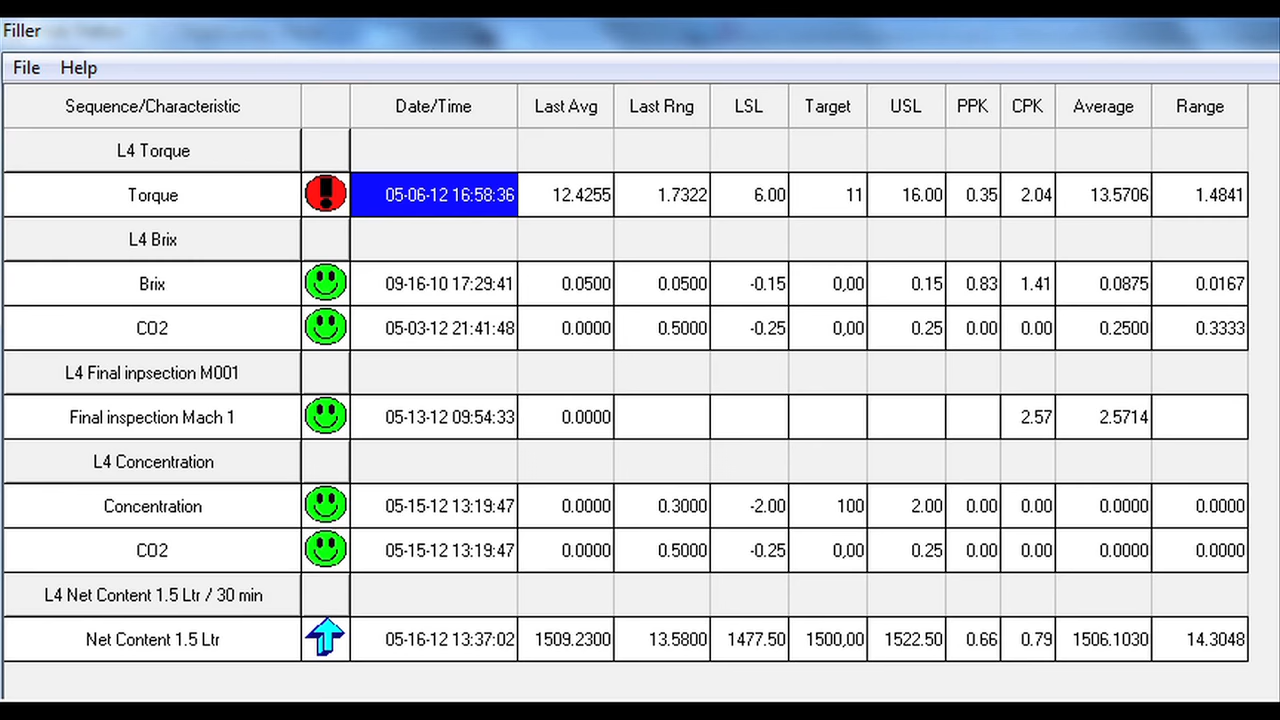 Filler
File Help
Sequence/Characteristic Date/Time Last Avg Last Rng LSL Target USL PPK CPK Average Range
L4 Torque
Torque 05-06-12 16:58:36 12.4255 1.7322 6.00 11 16.00 0.35 2.04 13.5706 1.4841
L4 Brix
Brix 09-16-10 17:29:41 0.0500 0.0500 -0.15 0,00 0.15 0.83 1.41 0.0875 0.0167
CO2 05-03-12 21:41:48 0.0000 0.5000 -0.25 0,00 0.25 0.00 0.00 0.2500 0.3333
L4 Final inpsection M001
Final inspection Mach 1 05-13-12 09:54:33 0.0000 2.57 2.5714
L4 Concentration
Concentration 05-15-12 13:19:47 0.0000 0.3000 -2.00 100 2.00 0.00 0.00 0.0000 0.0000
CO2 05-15-12 13:19:47 0.0000 0.5000 -0.25 0,00 0.25 0.00 0.00 0.0000 0.0000
L4 Net Content 1.5 Ltr / 30 min
Net Content 1.5 Ltr 05-16-12 13:37:02 1509.2300 13.5800 1477.50 1500,00 1522.50 0.66 0.79 1506.1030 14.3048